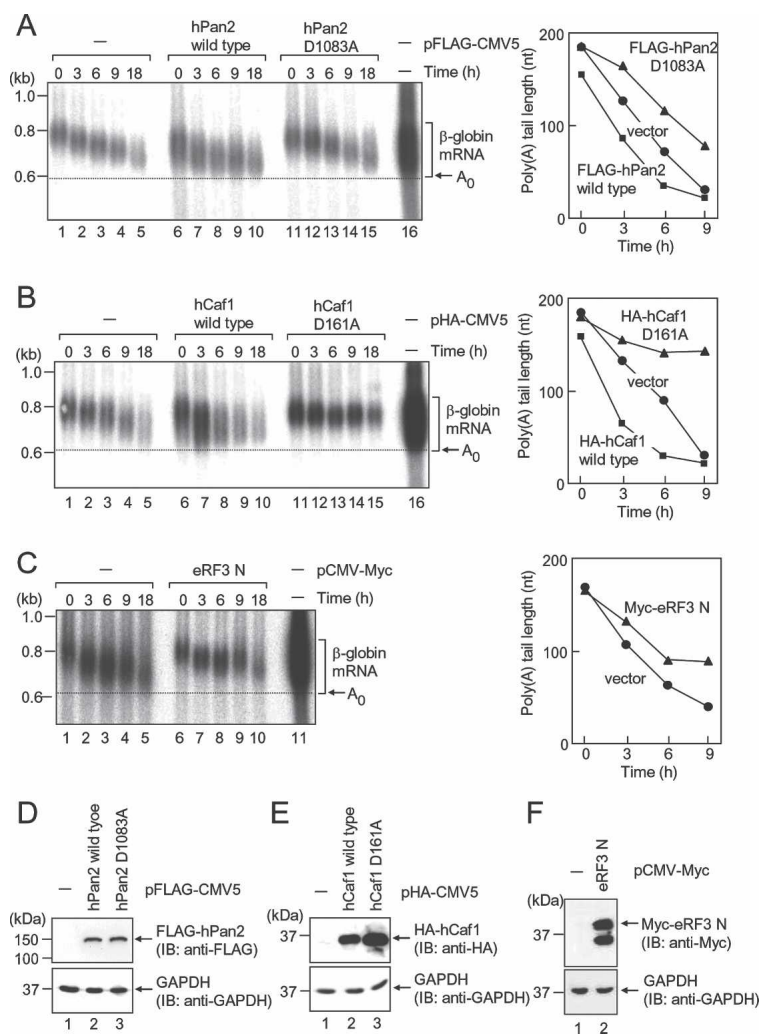 A
—
hPan2
wild type
hPan2
D1083A
—
pFLAG-CMV5
0 3 6 9 18 0 3 6 9 18 0 3 6 9 18 — Time (h)
(kb)
1.0
0.8
0.6
β-globin
mRNA
A0
1 2 3 4 5 6 7 8 9 10 11 12 13 14 15 16
Poly(A) tail length (nt)
200
100
0
FLAG-hPan2
D1083A
vector
FLAG-hPan2
wild type
0 3 6 9
Time (h)
B
—
hCaf1
wild type
hCaf1
D161A
—
pHA-CMV5
0 3 6 9 18 0 3 6 9 18 0 3 6 9 18 — Time (h)
(kb)
1.0
0.8
0.6
β-globin
mRNA
A0
1 2 3 4 5 6 7 8 9 10 11 12 13 14 15 16
Poly(A) tail length (nt)
200
100
0
HA-hCaf1
D161A
vector
HA-hCaf1
wild type
0 3 6 9
Time (h)
C
—
eRF3 N
—
pCMV-Myc
0 3 6 9 18 0 3 6 9 18 — Time (h)
(kb)
1.0
0.8
0.6
β-globin
mRNA
A0
1 2 3 4 5 6 7 8 9 10 11
Poly(A) tail length (nt)
200
100
0
Myc-eRF3 N
vector
0 3 6 9
Time (h)
D
—
hPan2 wild tyoe
hPan2 D1083A
pFLAG-CMV5
(kDa)
150
100
FLAG-hPan2
(IB: anti-FLAG)
37
GAPDH
(IB: anti-GAPDH)
1 2 3
E
—
hCaf1 wild type
hCaf1 D161A
pHA-CMV5
(kDa)
37
HA-hCaf1
(IB: anti-HA)
37
GAPDH
(IB: anti-GAPDH)
1 2 3
F
—
eRF3 N
pCMV-Myc
(kDa)
37
Myc-eRF3 N
(IB: anti-Myc)
37
GAPDH
(IB: anti-GAPDH)
1 2